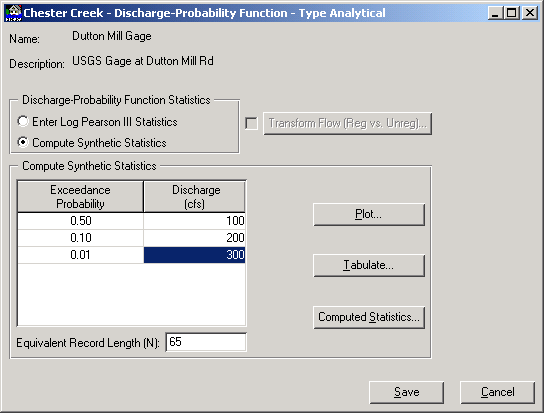 Chester Creek - Discharge-Probability Function - Type Analytical
Name: Dutton Mill Gage
Description: USGS Gage at Dutton Mill Rd
Discharge-Probability Function Statistics
Enter Log Pearson III Statistics
Transform Flow (Reg vs. Unreg)...
Compute Synthetic Statistics
Compute Synthetic Statistics
Exceedance Probability Discharge (cfs)
0.50 100
0.10 200
0.01 300
Plot...
Tabulate...
Computed Statistics...
Equivalent Record Length (N): 65
Save Cancel